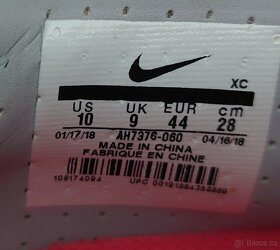 XC
US UK EUR cm
10 9 44 28
01/17/18 AH7376-060 04/16/18
MADE IN CHINA
FABRIQUE EN CHINE
UPC